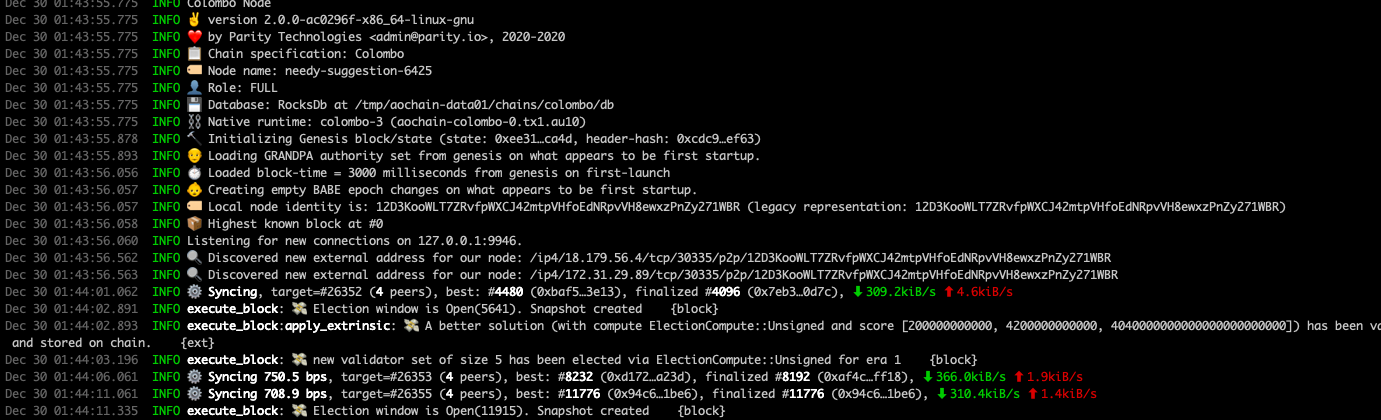 Dec 30 01:43:55.775 INFO Colombo Node
Dec 30 01:43:55.775 INFO ✌️ version 2.0.0-ac0296f-x86_64-linux-gnu
Dec 30 01:43:55.775 INFO ❤️ by Parity Technologies <admin@parity.io>, 2020-2020
Dec 30 01:43:55.775 INFO 📋 Chain specification: Colombo
Dec 30 01:43:55.775 INFO 🏷 Node name: needy-suggestion-6425
Dec 30 01:43:55.775 INFO 👤 Role: FULL
Dec 30 01:43:55.775 INFO 💾 Database: RocksDb at /tmp/aochain-data01/chains/colombo/db
Dec 30 01:43:55.775 INFO ⛓ Native runtime: colombo-3 (aochain-colombo-0.tx1.au10)
Dec 30 01:43:55.878 INFO 🔨 Initializing Genesis block/state (state: 0xee31…ca4d, header-hash: 0xcdc9…ef63)
Dec 30 01:43:55.893 INFO 👴 Loading GRANDPA authority set from genesis on what appears to be first startup.
Dec 30 01:43:56.056 INFO ⏱ Loaded block-time = 3000 milliseconds from genesis on first-launch
Dec 30 01:43:56.057 INFO 👶 Creating empty BABE epoch changes on what appears to be first startup.
Dec 30 01:43:56.057 INFO 🏷 Local node identity is: 12D3KooWLT7ZRvfpWXCJ42mtpVHfoEdNRpvVH8ewxzPnZy271WBR (legacy representation: 12D3KooWLT7ZRvfpWXCJ42mtpVHfoEdNRpvVH8ewxzPnZy271WBR)
Dec 30 01:43:56.058 INFO 📦 Highest known block at #0
Dec 30 01:43:56.060 INFO Listening for new connections on 127.0.0.1:9946.
Dec 30 01:43:56.562 INFO 🔍 Discovered new external address for our node: /ip4/18.179.56.4/tcp/30335/p2p/12D3KooWLT7ZRvfpWXCJ42mtpVHfoEdNRpvVH8ewxzPnZy271WBR
Dec 30 01:43:56.563 INFO 🔍 Discovered new external address for our node: /ip4/172.31.29.89/tcp/30335/p2p/12D3KooWLT7ZRvfpWXCJ42mtpVHfoEdNRpvVH8ewxzPnZy271WBR
Dec 30 01:44:01.062 INFO ⚙️ Syncing, target=#26352 (4 peers), best: #4480 (0xbaf5…3e13), finalized #4096 (0x7eb3…0d7c), ⬇ 309.2kiB/s ⬆ 4.6kiB/s
Dec 30 01:44:02.891 INFO execute_block: 💸 Election window is Open(5641). Snapshot created {block}
Dec 30 01:44:02.893 INFO execute_block:apply_extrinsic: 💸 A better solution (with compute ElectionCompute::Unsigned and score [200000000000, 4200000000000, 4040000000000000000000000]) has been
and stored on chain. {ext}
Dec 30 01:44:03.196 INFO execute_block: 💸 new validator set of size 5 has been elected via ElectionCompute::Unsigned for era 1 {block}
Dec 30 01:44:06.061 INFO ⚙️ Syncing 750.5 bps, target=#26353 (4 peers), best: #8232 (0xd172…a23d), finalized #8192 (0xaf4c…ff18), ⬇ 366.0kiB/s ⬆ 1.9kiB/s
Dec 30 01:44:11.061 INFO ⚙️ Syncing 708.9 bps, target=#26355 (4 peers), best: #11776 (0x94c6…1be6), finalized #11776 (0x94c6…1be6), ⬇ 310.4kiB/s ⬆ 1.4kiB/s
Dec 30 01:44:11.335 INFO execute_block: 💸 Election window is Open(11915). Snapshot created {block}